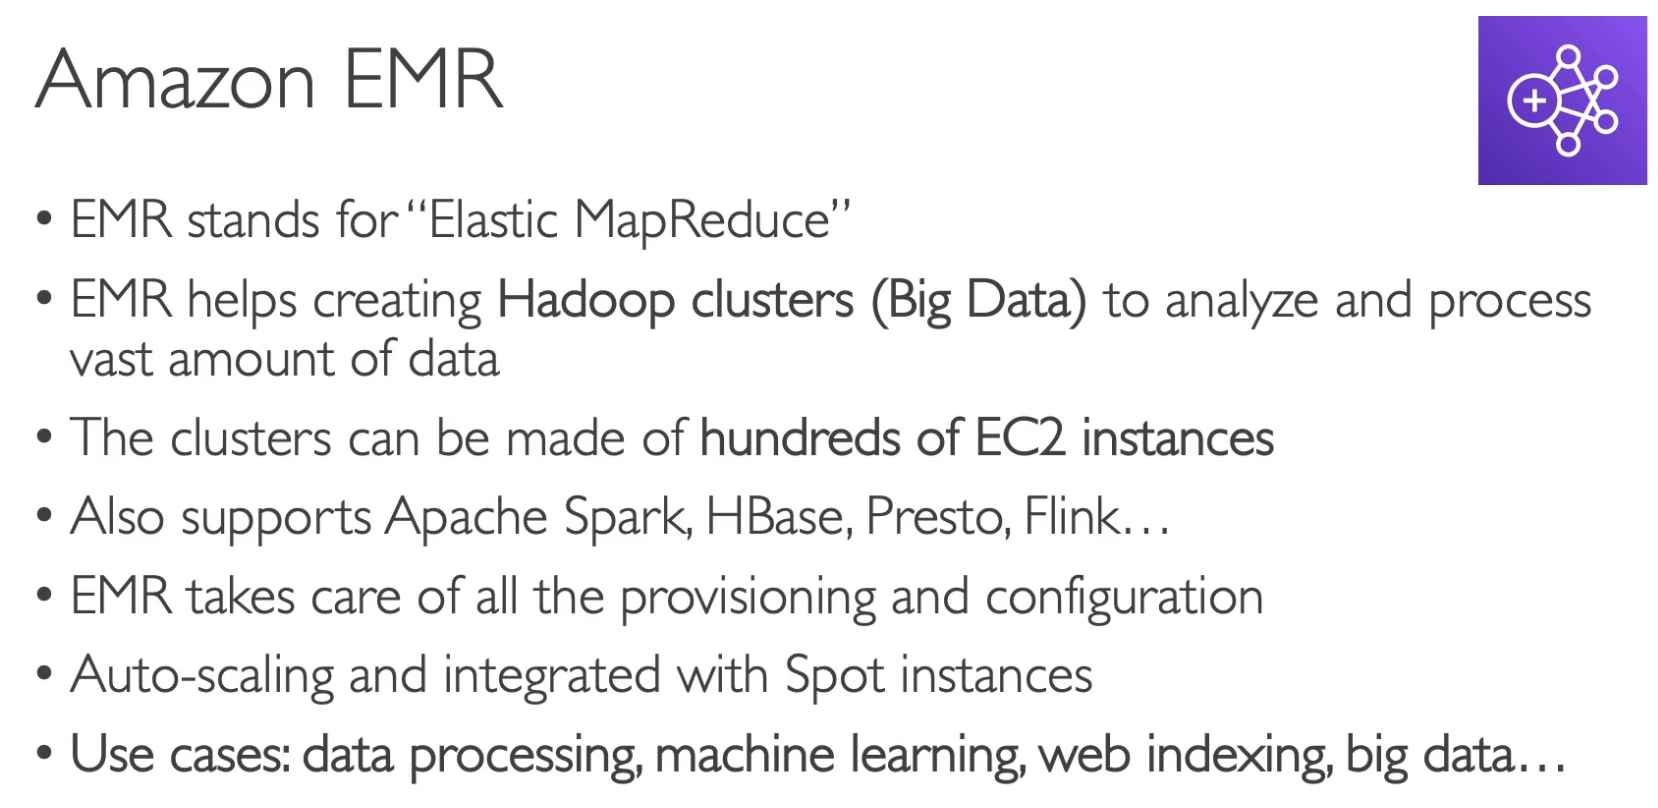 Amazon EMR
• EMR stands for “Elastic MapReduce”
• EMR helps creating Hadoop clusters (Big Data) to analyze and process
vast amount of data
• The clusters can be made of hundreds of EC2 instances
• Also supports Apache Spark, HBase, Presto, Flink…
• EMR takes care of all the provisioning and configuration
• Auto-scaling and integrated with Spot instances
• Use cases: data processing, machine learning, web indexing, big data…